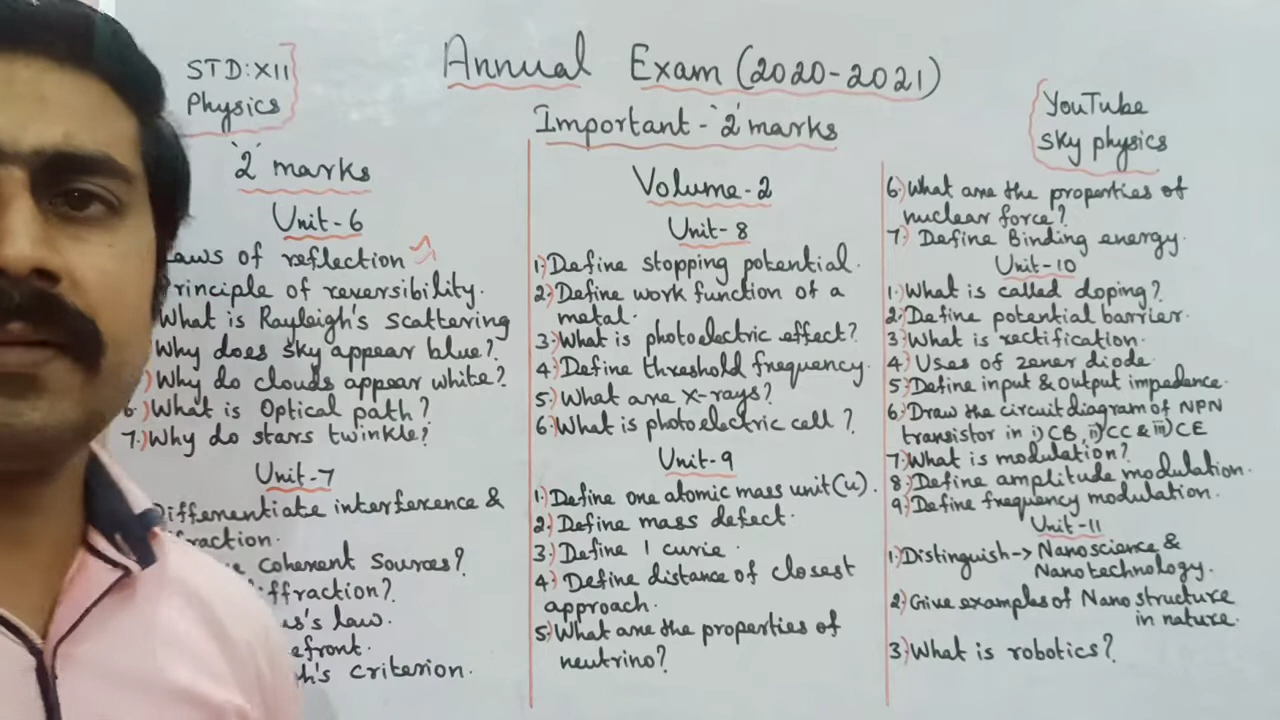 STD:XII
Physics
Annual Exam (2020-2021)
Important-'2' marks
YouTube
Sky physics
'2' marks
Unit-6
Laws of reflection
Principle of reversibility.
What is Rayleigh's scattering
Why does sky appear blue?
) Why do clouds appear white?
6.) What is Optical path?
7.) Why do stars twinkle?
Unit-7
Differentiate interference &
coherent Sources?
law.
criterion.
Volume-2
Unit-8
1.) Define stopping potential.
2.) Define work function of a
metal.
3.) What is photoelectric effect?
4.) Define threshold frequency.
5.) What are x-rays?
6.) What is photoelectric cell?
Unit-9
1.) Define one atomic mass unit(u).
2.) Define mass defect.
3.) Define 1 curie.
4.) Define distance of closest
approach.
5.) What are the properties of
neutrino?
6.) What are the properties of
nuclear force?
7.) Define Binding energy.
Unit-10
1.) What is called doping?
2.) Define potential barrier.
3.) What is rectification.
4.) Uses of zener diode.
5.) Define input & output impedance.
6.) Draw the circuit diagram of NPN
transistor in i) CB, ii) CC & iii) CE
7.) What is modulation?
8.) Define amplitude modulation.
9.) Define frequency modulation.
Unit-11
1.) Distinguish → Nanoscience &
Nanotechnology.
2.) Give examples of Nano structure
in nature.
3.) What is robotics?